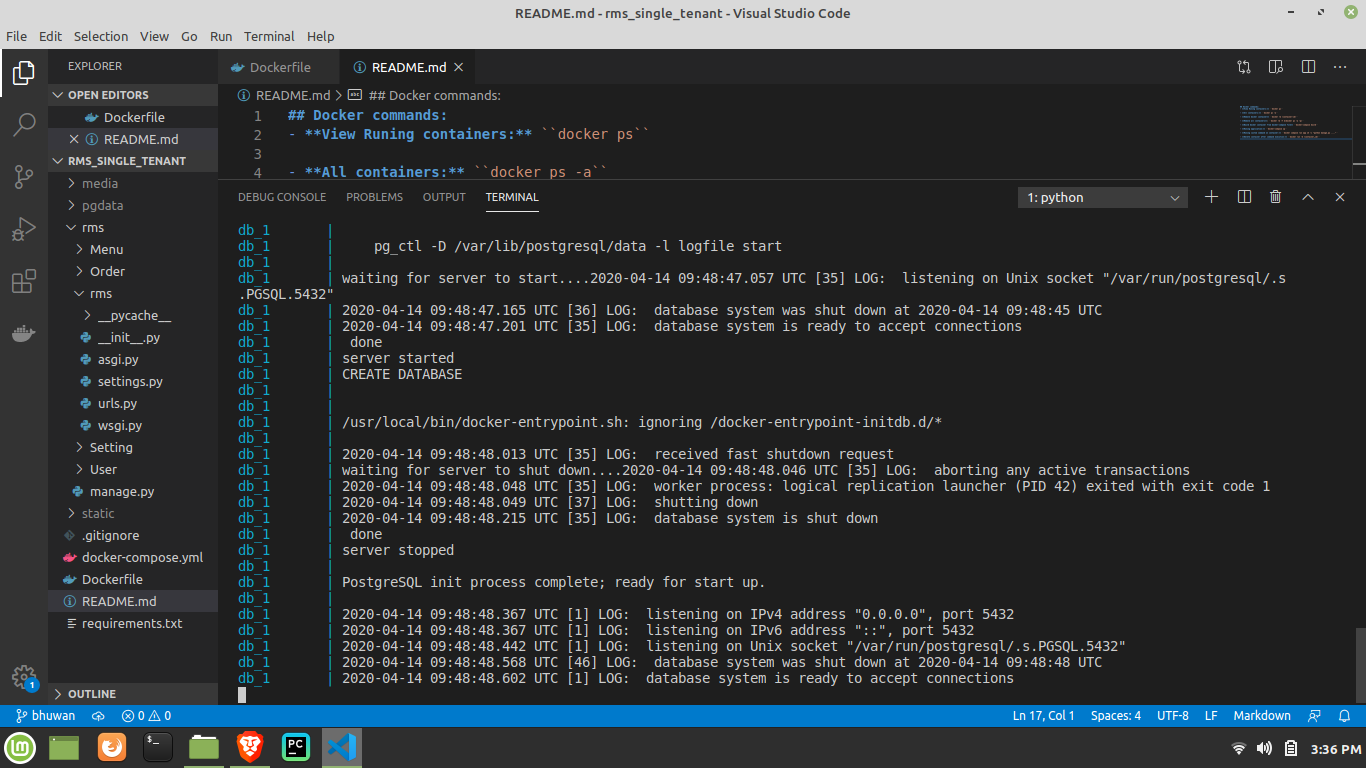 README.md - rms_single_tenant - Visual Studio Code
File Edit Selection View Go Run Terminal Help
EXPLORER
OPEN EDITORS
Dockerfile
README.md
RMS_SINGLE_TENANT
media
pgdata
rms
Menu
Order
rms
__pycache__
__init__.py
asgi.py
settings.py
urls.py
wsgi.py
Setting
User
manage.py
static
.gitignore
docker-compose.yml
Dockerfile
README.md
requirements.txt
OUTLINE
1
Dockerfile
README.md
README.md > ## Docker commands:
1 ## Docker commands:
2 - **View Runing containers:** ``docker ps``
3
4 - **All containers:** ``docker ps -a``
DEBUG CONSOLE PROBLEMS OUTPUT TERMINAL
1: python
db_1 |
db_1 | pg_ctl -D /var/lib/postgresql/data -l logfile start
db_1 |
db_1 | waiting for server to start....2020-04-14 09:48:47.057 UTC [35] LOG:  listening on Unix socket "/var/run/postgresql/.s
.PGSQL.5432"
db_1 | 2020-04-14 09:48:47.165 UTC [36] LOG:  database system was shut down at 2020-04-14 09:48:45 UTC
db_1 | 2020-04-14 09:48:47.201 UTC [35] LOG:  database system is ready to accept connections
db_1 | done
db_1 | server started
db_1 | CREATE DATABASE
db_1 |
db_1 |
db_1 | /usr/local/bin/docker-entrypoint.sh: ignoring /docker-entrypoint-initdb.d/*
db_1 |
db_1 | 2020-04-14 09:48:48.013 UTC [35] LOG:  received fast shutdown request
db_1 | waiting for server to shut down....2020-04-14 09:48:48.046 UTC [35] LOG:  aborting any active transactions
db_1 | 2020-04-14 09:48:48.048 UTC [35] LOG:  worker process: logical replication launcher (PID 42) exited with exit code 1
db_1 | 2020-04-14 09:48:48.049 UTC [37] LOG:  shutting down
db_1 | 2020-04-14 09:48:48.215 UTC [35] LOG:  database system is shut down
db_1 | done
db_1 | server stopped
db_1 |
db_1 | PostgreSQL init process complete; ready for start up.
db_1 |
db_1 | 2020-04-14 09:48:48.367 UTC [1] LOG:  listening on IPv4 address "0.0.0.0", port 5432
db_1 | 2020-04-14 09:48:48.367 UTC [1] LOG:  listening on IPv6 address "::", port 5432
db_1 | 2020-04-14 09:48:48.442 UTC [1] LOG:  listening on Unix socket "/var/run/postgresql/.s.PGSQL.5432"
db_1 | 2020-04-14 09:48:48.568 UTC [46] LOG:  database system was shut down at 2020-04-14 09:48:48 UTC
db_1 | 2020-04-14 09:48:48.602 UTC [1] LOG:  database system is ready to accept connections
bhuwan 0 0 Ln 17, Col 1 Spaces: 4 UTF-8 LF Markdown
PC
3:36 PM